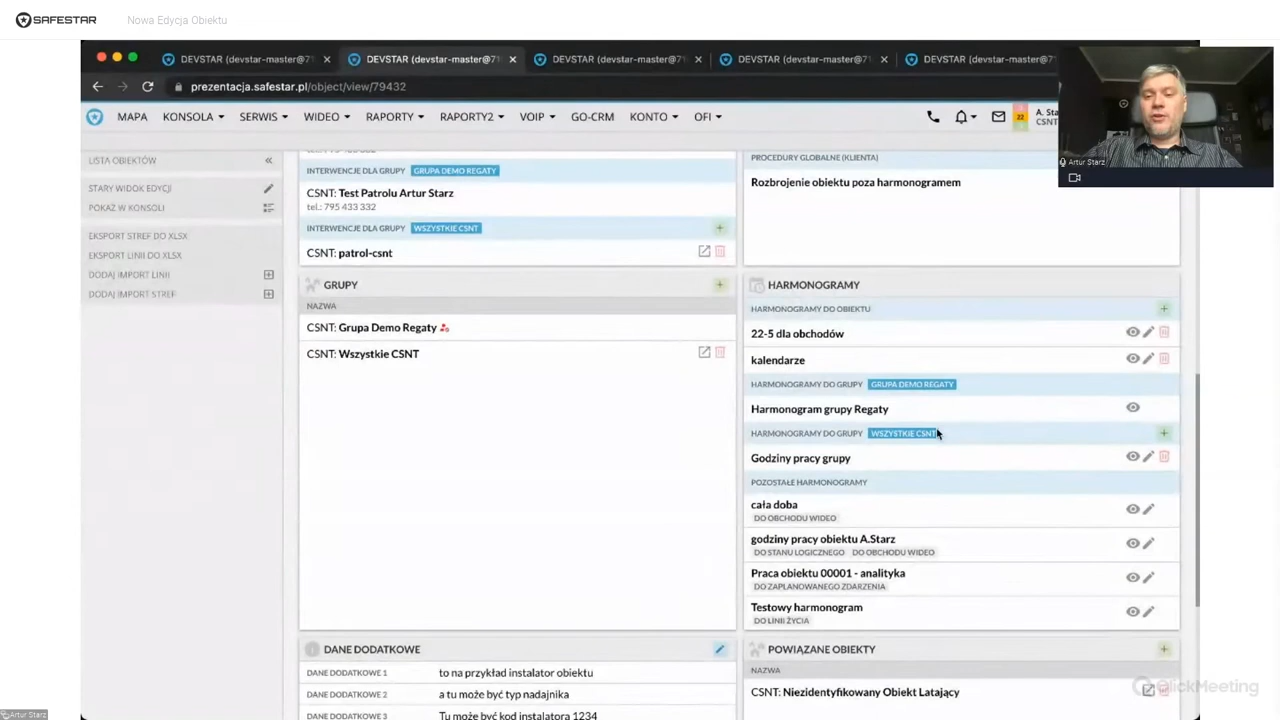 SAFESTAR
Nowa Edycja Obiektu
DEVSTAR (devstar-master@71
DEVSTAR (devstar-master@71
DEVSTAR (devstar-master@71
DEVSTAR (devstar-master@71
DEVSTAR (devstar-master@71
prezentacja.safestar.pl/object/view/79432
MAPA
KONSOLA
SERWIS
WIDEO
RAPORTY
RAPORTY2
VOIP
GO-CRM
KONTO
OFI
22
A. Sta
CSNT
Artur Starz
LISTA OBIEKTÓW
STARY WIDOK EDYCJI
POKAŻ W KONSOLI
EKSPORT STREF DO XLSX
EKSPORT LINII DO XLSX
DODAJ IMPORT LINII
DODAJ IMPORT STREF
INTERWENCJE DLA GRUPY GRUPA DEMO REGATY
CSNT: Test Patrolu Artur Starz
tel.: 795 433 332
INTERWENCJE DLA GRUPY WSZYSTKIE CSNT
CSNT: patrol-csnt
PROCEDURY GLOBALNE (KLIENTA)
Rozbrojenie obiektu poza harmonogramem
GRUPY
NAZWA
CSNT: Grupa Demo Regaty
CSNT: Wszystkie CSNT
HARMONOGRAMY
HARMONOGRAMY DO OBIEKTU
22-5 dla obchodów
kalendarze
HARMONOGRAMY DO GRUPY GRUPA DEMO REGATY
Harmonogram grupy Regaty
HARMONOGRAMY DO GRUPY WSZYSTKIE CSNT
Godziny pracy grupy
POZOSTAŁE HARMONOGRAMY
cała doba
DO OBCHODU WIDEO
godziny pracy obiektu A.Starz
DO STANU LOGICZNEGO DO OBCHODU WIDEO
Praca obiektu 00001 - analityka
DO ZAPLANOWANEGO ZDARZENIA
Testowy harmonogram
DO LINII ŻYCIA
DANE DODATKOWE
DANE DODATKOWE 1 to na przykład instalator obiektu
DANE DODATKOWE 2 a tu może być typ nadajnika
DANE DODATKOWE 3 Tu może być kod instalatora 1234
POWIĄZANE OBIEKTY
NAZWA
CSNT: Niezidentyfikowany Obiekt Latający
ClickMeeting
Artur Starz